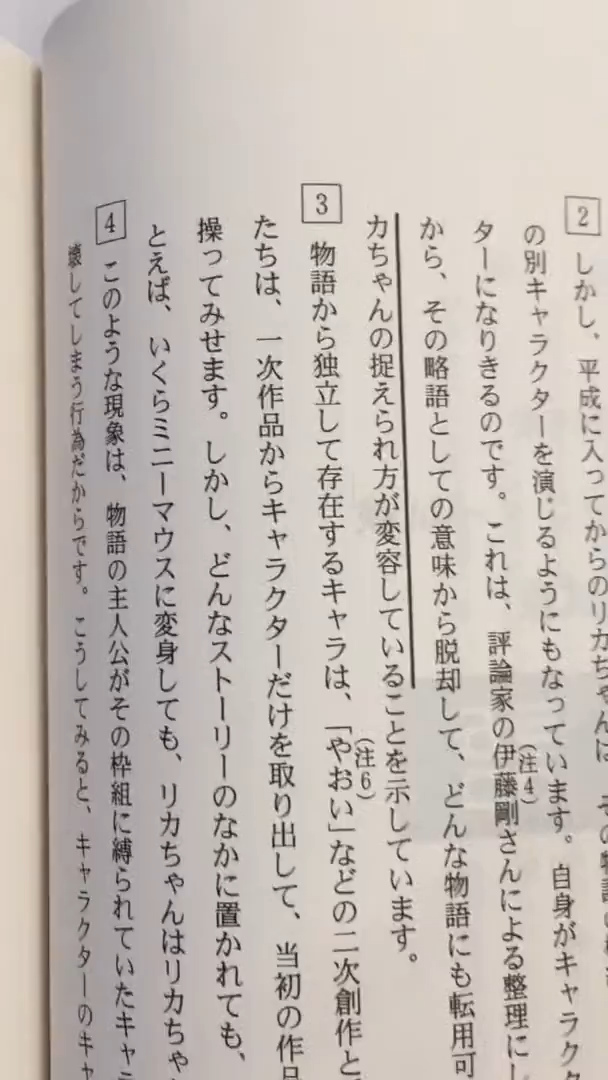 2
しかし、平成に入ってからのリカちゃんは、その物語
の別キャラクターを演じるようにもなっています。自身がキャラク
ターになりきるのです。これは、評論家の伊藤剛さんによる整理にし
(注4)
から、その略語としての意味から脱却して、どんな物語にも転用可
カちゃんの捉えられ方が変容していることを示しています。
3
物語から独立して存在するキャラは、「やおい」などの二次創作と
(注6)
たちは、一次作品からキャラクターだけを取り出して、当初の作品
操ってみせます。しかし、どんなストーリーのなかに置かれても、
とえば、いくらミニーマウスに変身しても、リカちゃんはリカちゃ
4
このような現象は、物語の主人公がその枠組に縛られていたキャラ
壊してしまう行為だからです。こうしてみると、キャラクターのキャ